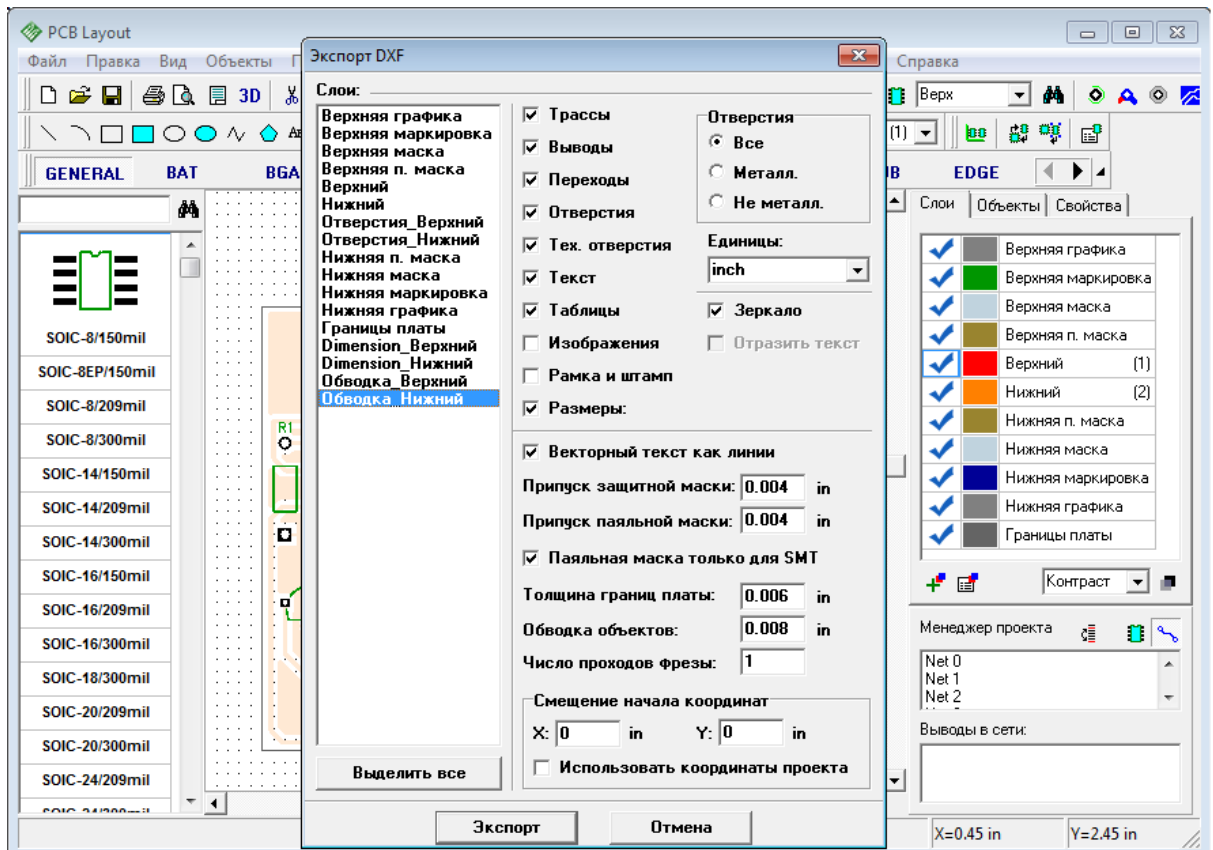 PCB Layout
Файл Правка Вид Объекты
Справка
3D
Верх
(1)
GENERAL BAT BGA
EDGE
SOIC-8/150mil
SOIC-8EP/150mil
SOIC-8/209mil
SOIC-8/300mil
SOIC-14/150mil
SOIC-14/209mil
SOIC-14/300mil
SOIC-16/150mil
SOIC-16/209mil
SOIC-16/300mil
SOIC-18/300mil
SOIC-20/209mil
SOIC-20/300mil
SOIC-24/209mil
R1
Экспорт DXF
Слои:
Верхняя графика
Верхняя маркировка
Верхняя маска
Верхняя п. маска
Верхний
Нижний
Отверстия_Верхний
Отверстия_Нижний
Нижняя п. маска
Нижняя маска
Нижняя маркировка
Нижняя графика
Границы платы
Dimension_Верхний
Dimension_Нижний
Обводка_Верхний
Обводка_Нижний
Выделить все
Трассы
Выводы
Переходы
Отверстия
Тех. отверстия
Текст
Таблицы
Изображения
Рамка и штамп
Размеры:
Отверстия
Все
Металл.
Не металл.
Единицы:
inch
Зеркало
Отразить текст
Векторный текст как линии
Припуск защитной маски: 0.004 in
Припуск паяльной маски: 0.004 in
Паяльная маска только для SMT
Толщина границ платы: 0.006 in
Обводка объектов: 0.008 in
Число проходов фрезы: 1
Смещение начала координат
X: 0 in Y: 0 in
Использовать координаты проекта
Экспорт Отмена
Слои Объекты Свойства
Верхняя графика
Верхняя маркировка
Верхняя маска
Верхняя п. маска
Верхний (1)
Нижний (2)
Нижняя п. маска
Нижняя маска
Нижняя маркировка
Нижняя графика
Границы платы
Контраст
Менеджер проекта
Net 0
Net 1
Net 2
Выводы в сети:
X=0.45 in Y=2.45 in